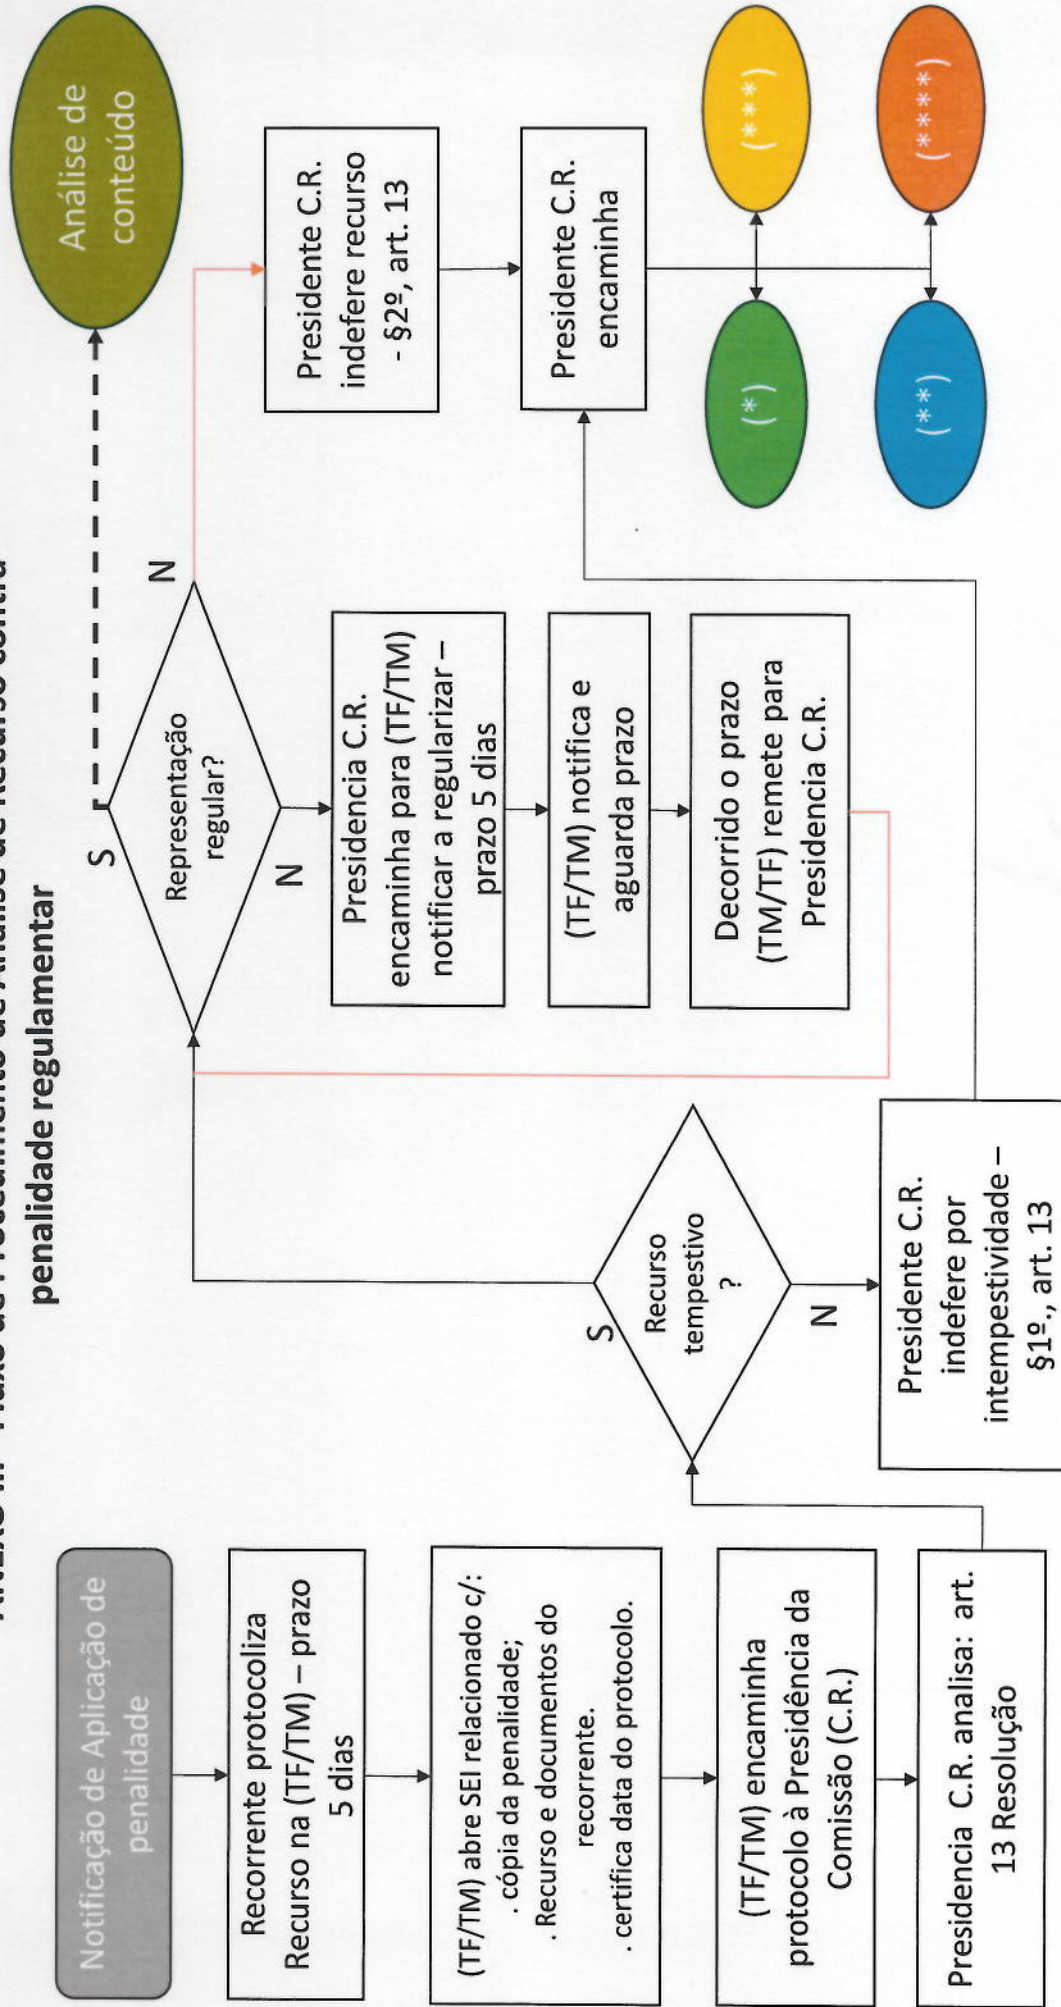 penalidade regulamentar
Notificação de Aplicação de
penalidade
Recorrente protocoliza
Recurso na (TF/TM) – prazo
5 dias
(TF/TM) abre SEI relacionado c/:
. cópia da penalidade;
. Recurso e documentos do
recorrente.
. certifica data do protocolo.
(TF/TM) encaminha
protocolo à Presidência da
Comissão (C.R.)
Presidencia C.R. analisa: art.
13 Resolução
Recurso
tempestivo
?
S
N
Presidente C.R.
indefere por
intempestividade –
§1º., art. 13
Representação
regular?
S
N
N
Presidencia C.R.
encaminha para (TF/TM)
notificar a regularizar –
prazo 5 dias
(TF/TM) notifica e
aguarda prazo
Decorrido o prazo
(TM/TF) remete para
Presidencia C.R.
Análise de
conteúdo
Presidente C.R.
indefere recurso
- §2º, art. 13
Presidente C.R.
encaminha
(*)
(***)
(**)
(****)